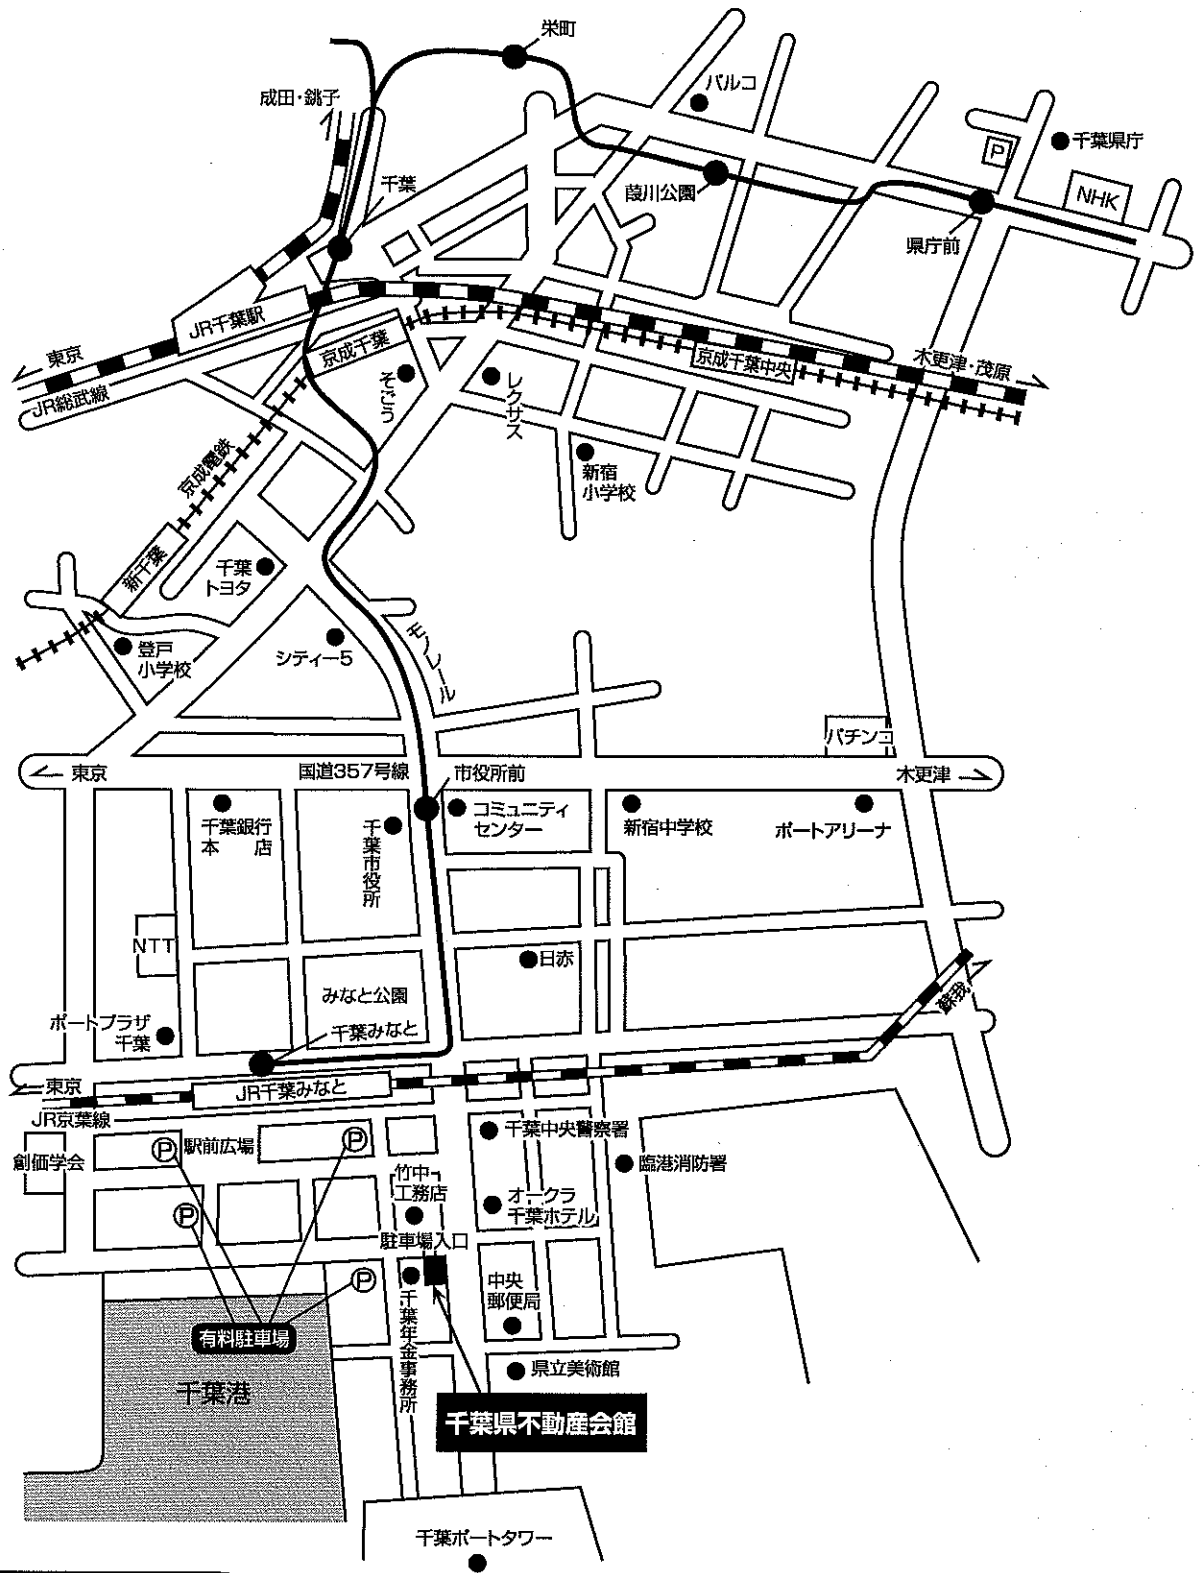 栄町
成田・銚子
パルコ
千葉県庁
P
千葉
葭川公園
NHK
県庁前
JR千葉駅
東京
京成千葉
京成千葉中央
木更津・茂原
JR総武線
そごう
レクサス
京成電鉄
新宿
小学校
新千葉
千葉
トヨタ
モノレール
登戸
小学校
シティー5
パチンコ
東京
国道357号線
市役所前
木更津
千葉銀行
本 店
千葉市役所
コミュニティ
センター
新宿中学校
ポートアリーナ
NTT
日赤
みなと公園
蘇我
ポートプラザ
千葉
千葉みなと
東京
JR千葉みなと
JR京葉線
創価学会
P
駅前広場
P
千葉中央警察署
臨港消防署
竹中
工務店
P
オークラ
千葉ホテル
駐車場入口
P
中央
郵便局
千葉年金事務所
有料駐車場
県立美術館
千葉港
千葉県不動産会館
千葉ポートタワー